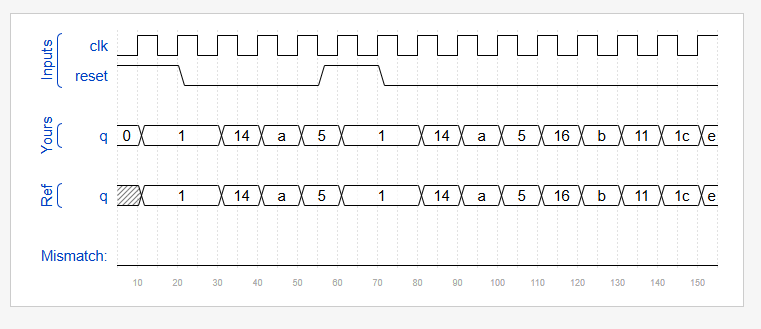 Inputs
clk
reset
Yours
q 0 1 14 a 5 1 14 a 5 16 b 11 1c e
Ref
q 1 14 a 5 1 14 a 5 16 b 11 1c e
Mismatch:
10 20 30 40 50 60 70 80 90 100 110 120 130 140 150